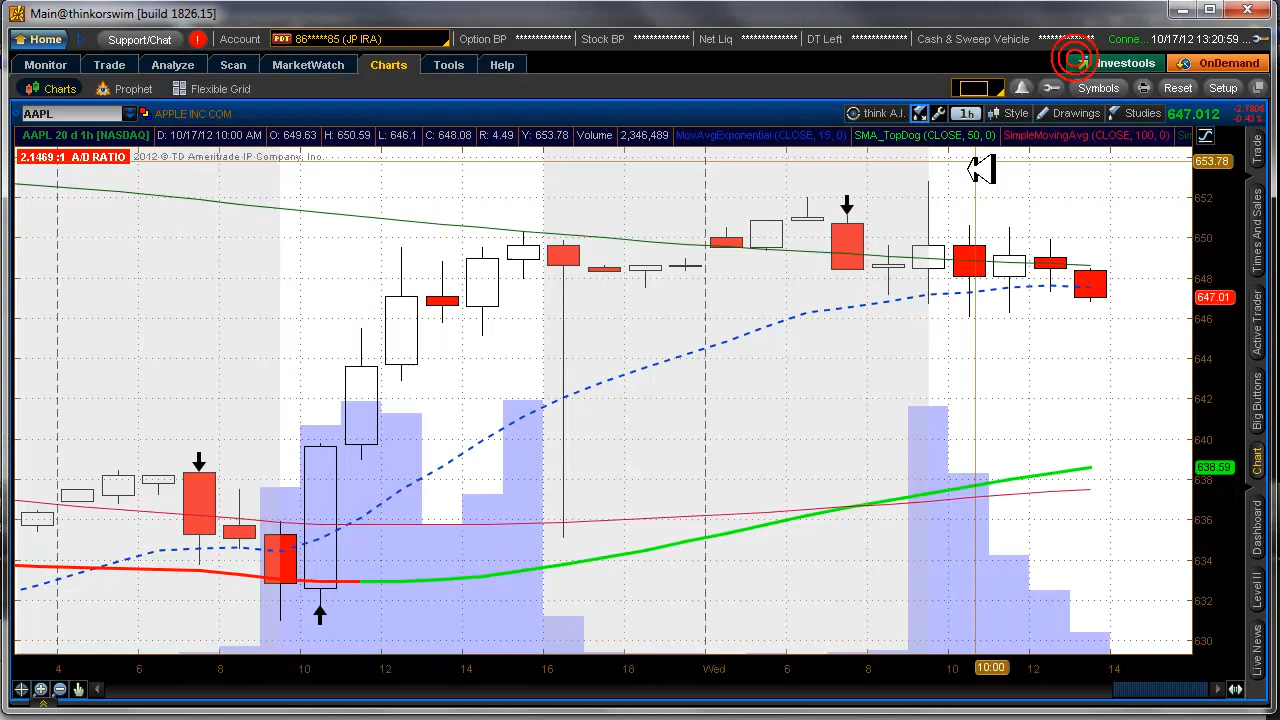 Main@thinkorswim [build 1826.15]
Home Support/Chat ! Account PDT 86*****85 (JP IRA) Option BP Stock BP Net Liq DT Left Cash & Sweep Vehicle Conne... 10/17/12 13:20:59
Monitor Trade Analyze Scan MarketWatch Charts Tools Help Investools OnDemand
Charts Prophet Flexible Grid Symbols Reset Setup
AAPL APPLE INC COM think A.I. 1h Style Drawings Studies 647.012 -2.7805 -0.43%
AAPL 20 d 1h [NASDAQ] D: 10/17/12 10:00 AM O: 649.63 H: 650.59 L: 646.1 C: 648.08 R: 4.49 Y: 653.78 Volume 2,346,489 MovAvgExponential (CLOSE, 15, 0) SMA_TopDog (CLOSE, 50, 0) SimpleMovingAvg (CLOSE, 100, 0)
2.1469 :1 A/D RATIO 2012 © TD Ameritrade IP Company, Inc.
653.78
652
650
648
647.01
646
644
642
640
638.59
638
636
634
632
630
4 6 8 10 12 14 16 18 Wed 6 8 10 10:00 12 14
Trade
Times And Sales
Active Trader
Big Buttons
Chart
Dashboard
Level II
Live News